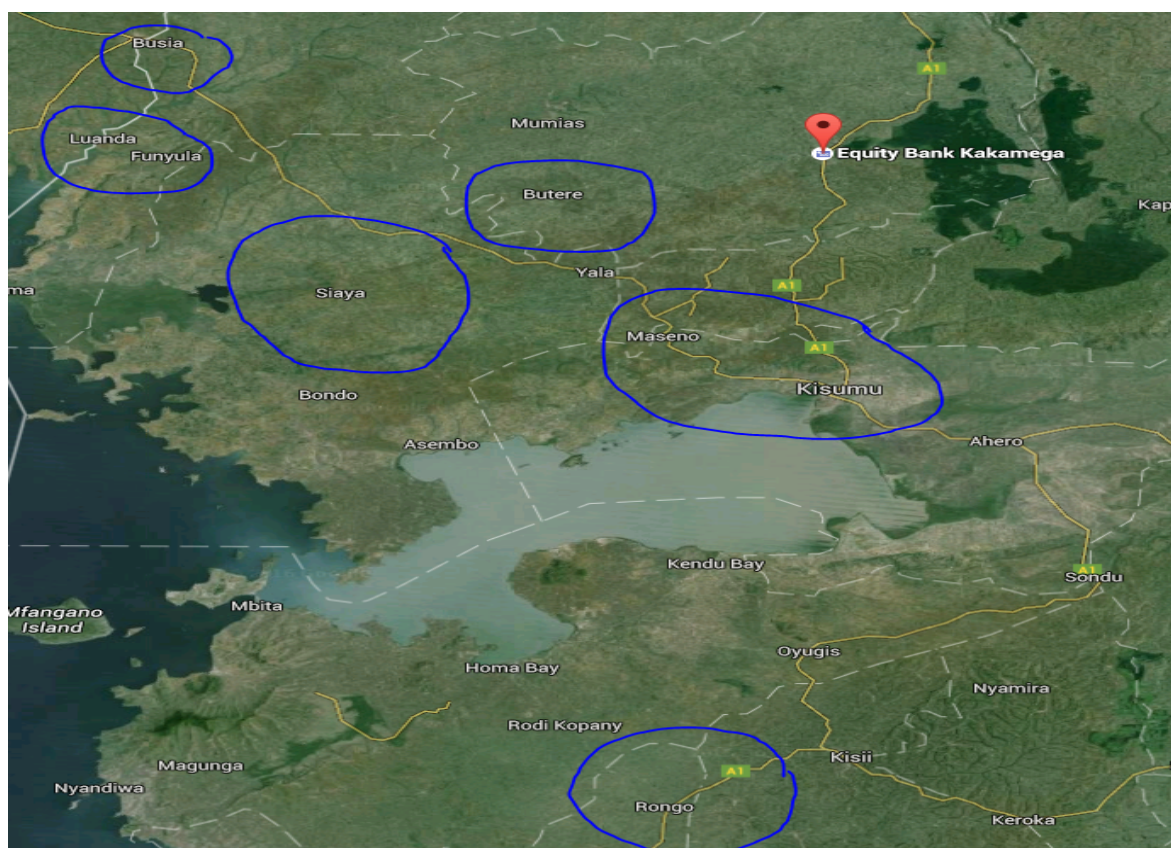 Busia
A1
Luanda
Funyula
Mumias
Equity Bank Kakamega
Butere
Kap
Yala
A1
ma
Siaya
Maseno
A1
Kisumu
Bondo
Asembo
Ahero
Kendu Bay
A1
Sondu
Mbita
Mfangano
Island
Oyugis
Homa Bay
Nyamira
Rodi Kopany
Kisii
Magunga
A1
Nyandiwa
Rongo
Keroka